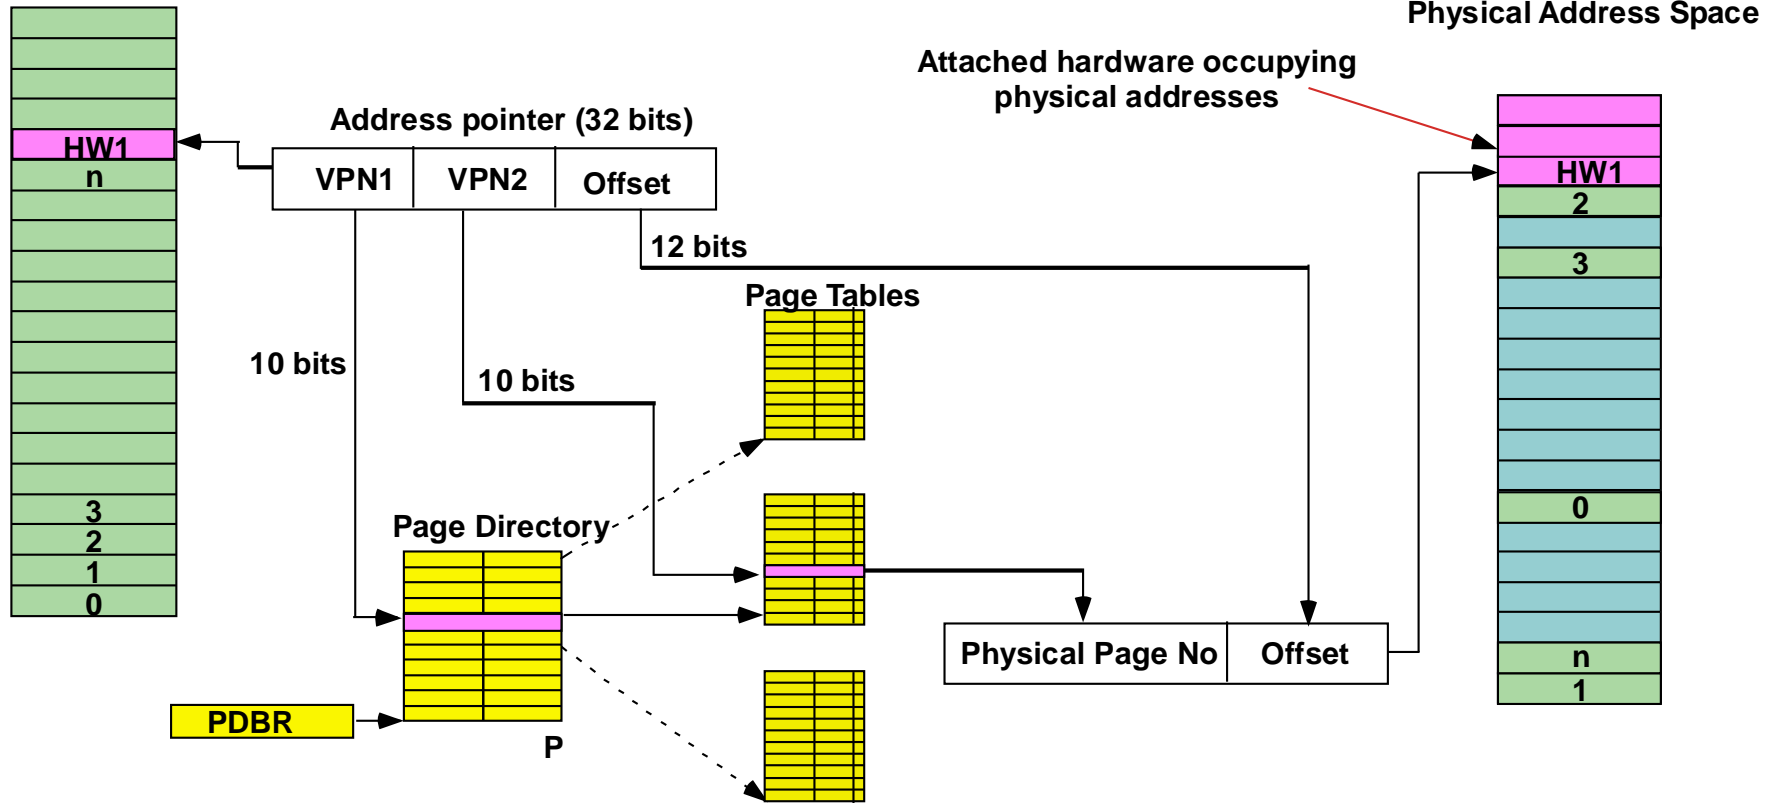 Physical Address Space
Attached hardware occupying
physical addresses
Address pointer (32 bits)
HW1
n
3
2
1
0
VPN1
VPN2
Offset
12 bits
10 bits
10 bits
Page Tables
Page Directory
PDBR
P
Physical Page No
Offset
HW1
2
3
0
n
1